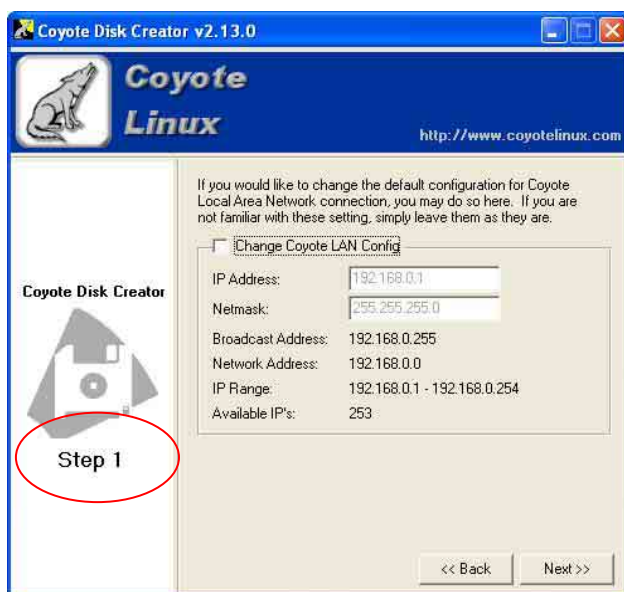 Coyote Disk Creator v2.13.0
Coyote
Linux
http://www.coyotelinux.com
If you would like to change the default configuration for Coyote
Local Area Network connection, you may do so here. If you are
not familiar with these setting, simply leave them as they are.
Change Coyote LAN Config
IP Address: 192.168.0.1
Netmask: 255.255.255.0
Broadcast Address: 192.168.0.255
Network Address: 192.168.0.0
IP Range: 192.168.0.1 - 192.168.0.254
Available IP's: 253
Coyote Disk Creator
Step 1
<< Back
Next >>